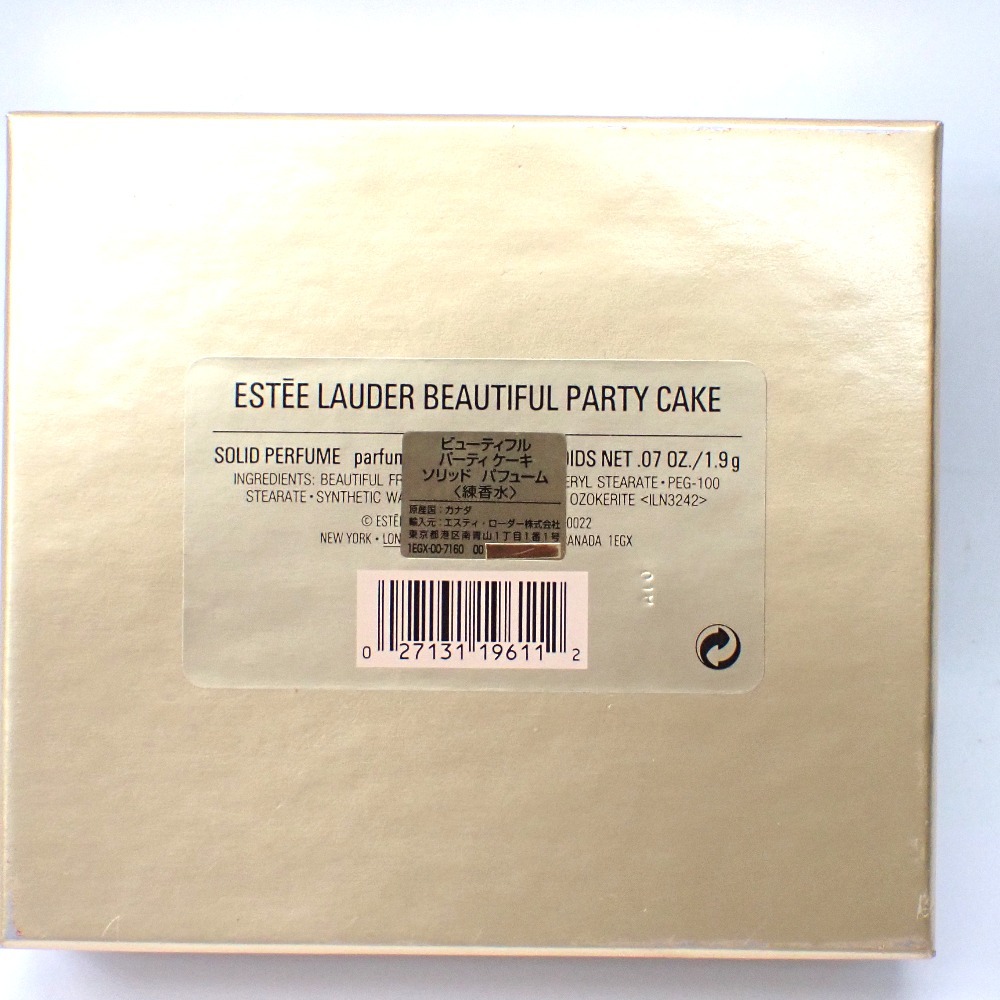 ESTĒE LAUDER BEAUTIFUL PARTY CAKE
SOLID PERFUME parfum OIDS NET .07 OZ./1.9g
INGREDIENTS: BEAUTIFUL FR ERYL STEARATE • PEG-100
STEARATE • SYNTHETIC WA OZOKERITE <ILN3242>
© ESTĒ 0022
NEW YORK • LON ANADA 1EGX
ビューティフル
パーティ ケーキ
ソリッド パフューム
〈練香水〉
原産国：カナダ
輸入元：エスティ・ローダー株式会社
東京都港区南青山1丁目1番1号
1EGX-00-7160 00
0 27131 19611 2